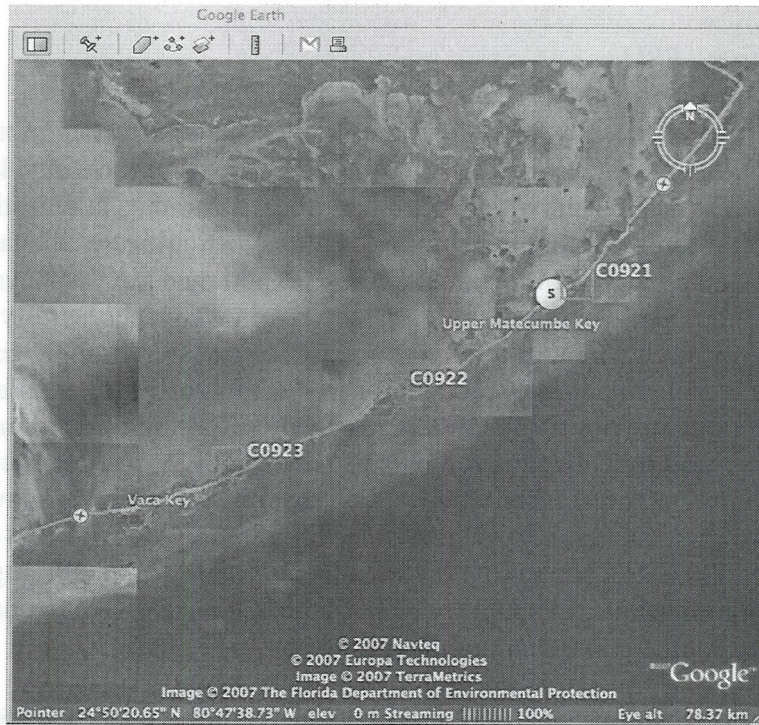 Google Earth
N
C0921
5
Upper Matecumbe Key
C0922
C0923
Vaca Key
© 2007 Navteq
© 2007 Europa Technologies
Image © 2007 TerraMetrics
Image © 2007 The Florida Department of Environmental Protection
Google
Pointer 24°50'20.65" N 80°47'38.73" W elev 0 m Streaming |||||||||| 100% Eye alt 78.37 km